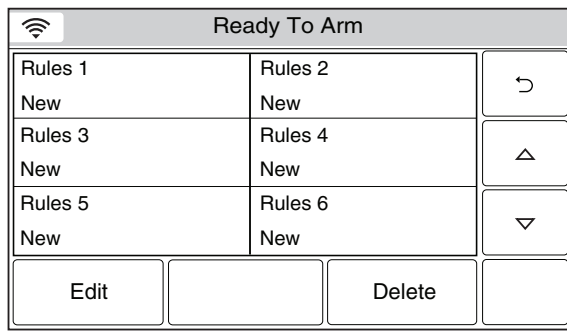 Ready To Arm
Rules 1
New
Rules 2
New
Rules 3
New
Rules 4
New
Rules 5
New
Rules 6
New
Edit
Delete